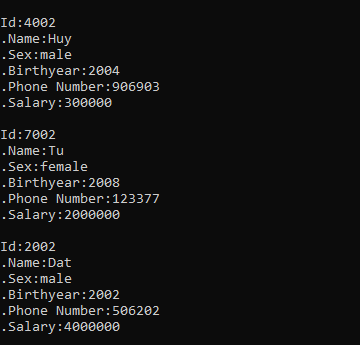 Id:4002
.Name:Huy
.Sex:male
.Birthyear:2004
.Phone Number:906903
.Salary:300000
Id:7002
.Name:Tu
.Sex:female
.Birthyear:2008
.Phone Number:123377
.Salary:2000000
Id:2002
.Name:Dat
.Sex:male
.Birthyear:2002
.Phone Number:506202
.Salary:4000000